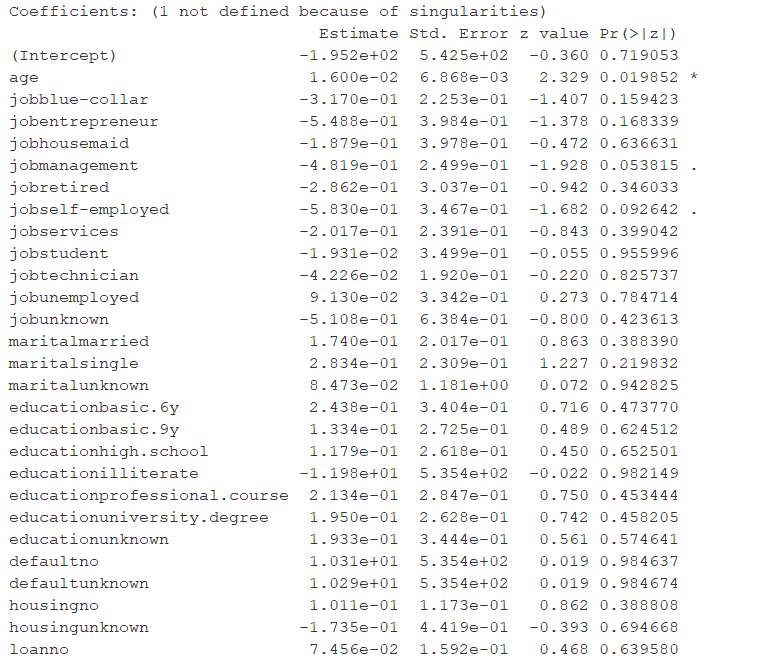 Coefficients: (1 not defined because of singularities)
Estimate Std. Error z value Pr(>|z|)
(Intercept) -1.952e+02 5.425e+02 -0.360 0.719053
age 1.600e-02 6.868e-03 2.329 0.019852 *
jobblue-collar -3.170e-01 2.253e-01 -1.407 0.159423
jobentrepreneur -5.488e-01 3.984e-01 -1.378 0.168339
jobhousemaid -1.879e-01 3.978e-01 -0.472 0.636631
jobmanagement -4.819e-01 2.499e-01 -1.928 0.053815 .
jobretired -2.862e-01 3.037e-01 -0.942 0.346033
jobself-employed -5.830e-01 3.467e-01 -1.682 0.092642 .
jobservices -2.017e-01 2.391e-01 -0.843 0.399042
jobstudent -1.931e-02 3.499e-01 -0.055 0.955996
jobtechnician -4.226e-02 1.920e-01 -0.220 0.825737
jobunemployed 9.130e-02 3.342e-01 0.273 0.784714
jobunknown -5.108e-01 6.384e-01 -0.800 0.423613
maritalmarried 1.740e-01 2.017e-01 0.863 0.388390
maritalsingle 2.834e-01 2.309e-01 1.227 0.219832
maritalunknown 8.473e-02 1.181e+00 0.072 0.942825
educationbasic.6y 2.438e-01 3.404e-01 0.716 0.473770
educationbasic.9y 1.334e-01 2.725e-01 0.489 0.624512
educationhigh.school 1.179e-01 2.618e-01 0.450 0.652501
educationilliterate -1.198e+01 5.354e+02 -0.022 0.982149
educationprofessional.course 2.134e-01 2.847e-01 0.750 0.453444
educationuniversity.degree 1.950e-01 2.628e-01 0.742 0.458205
educationunknown 1.933e-01 3.444e-01 0.561 0.574641
defaultno 1.031e+01 5.354e+02 0.019 0.984637
defaultunknown 1.029e+01 5.354e+02 0.019 0.984674
housingno 1.011e-01 1.173e-01 0.862 0.388808
housingunknown -1.735e-01 4.419e-01 -0.393 0.694668
loanno 7.456e-02 1.592e-01 0.468 0.639580